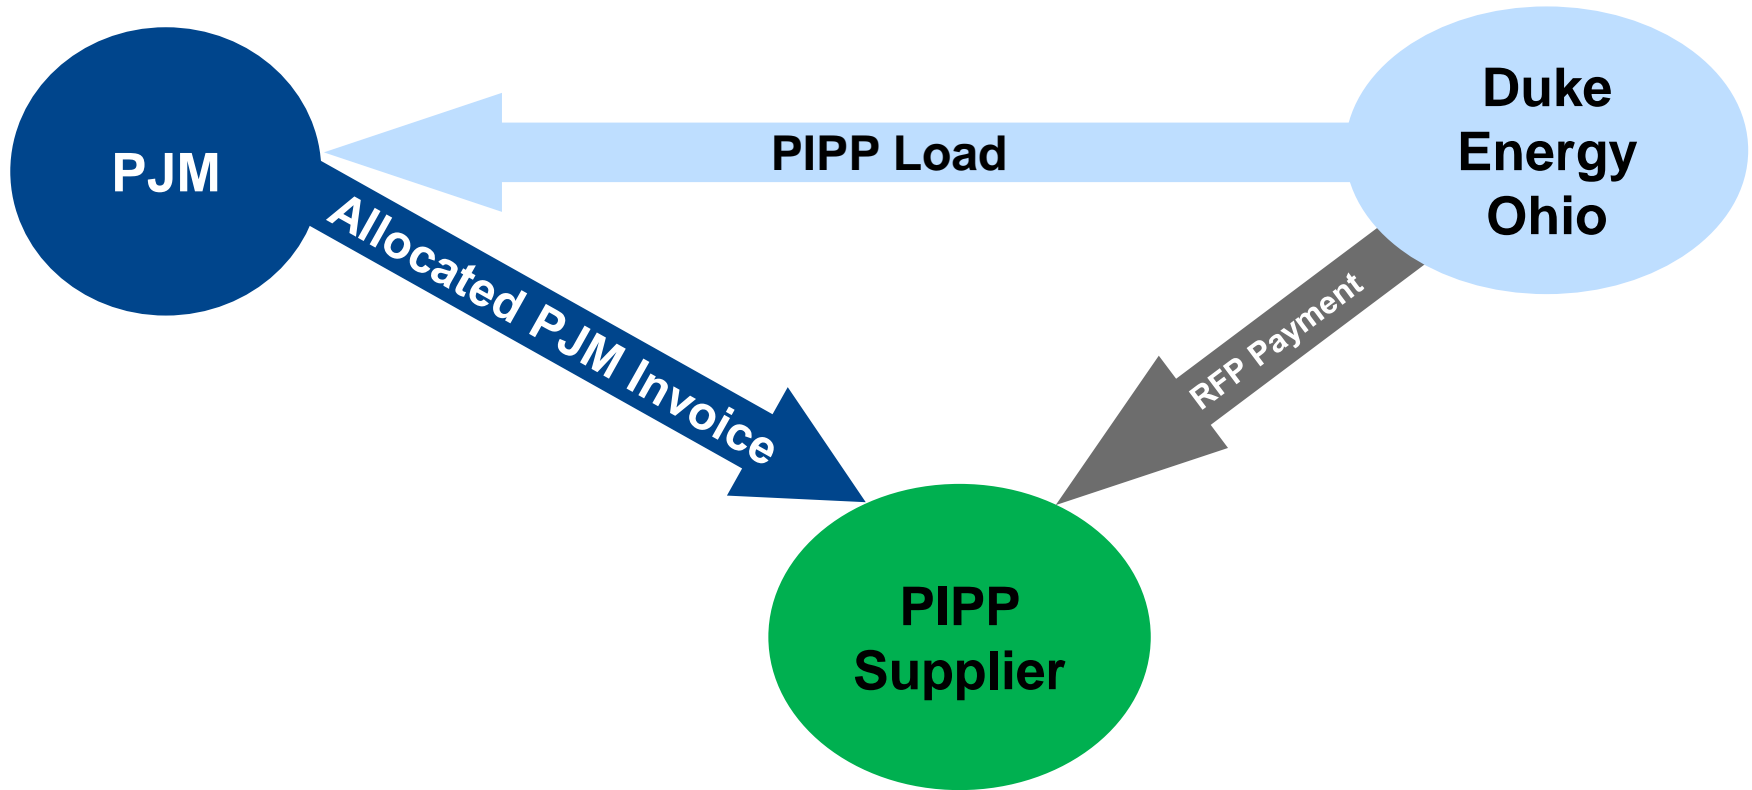 PJM
PIPP Load
Duke
Energy
Ohio
Allocated PJM Invoice
RFP Payment
PIPP
Supplier